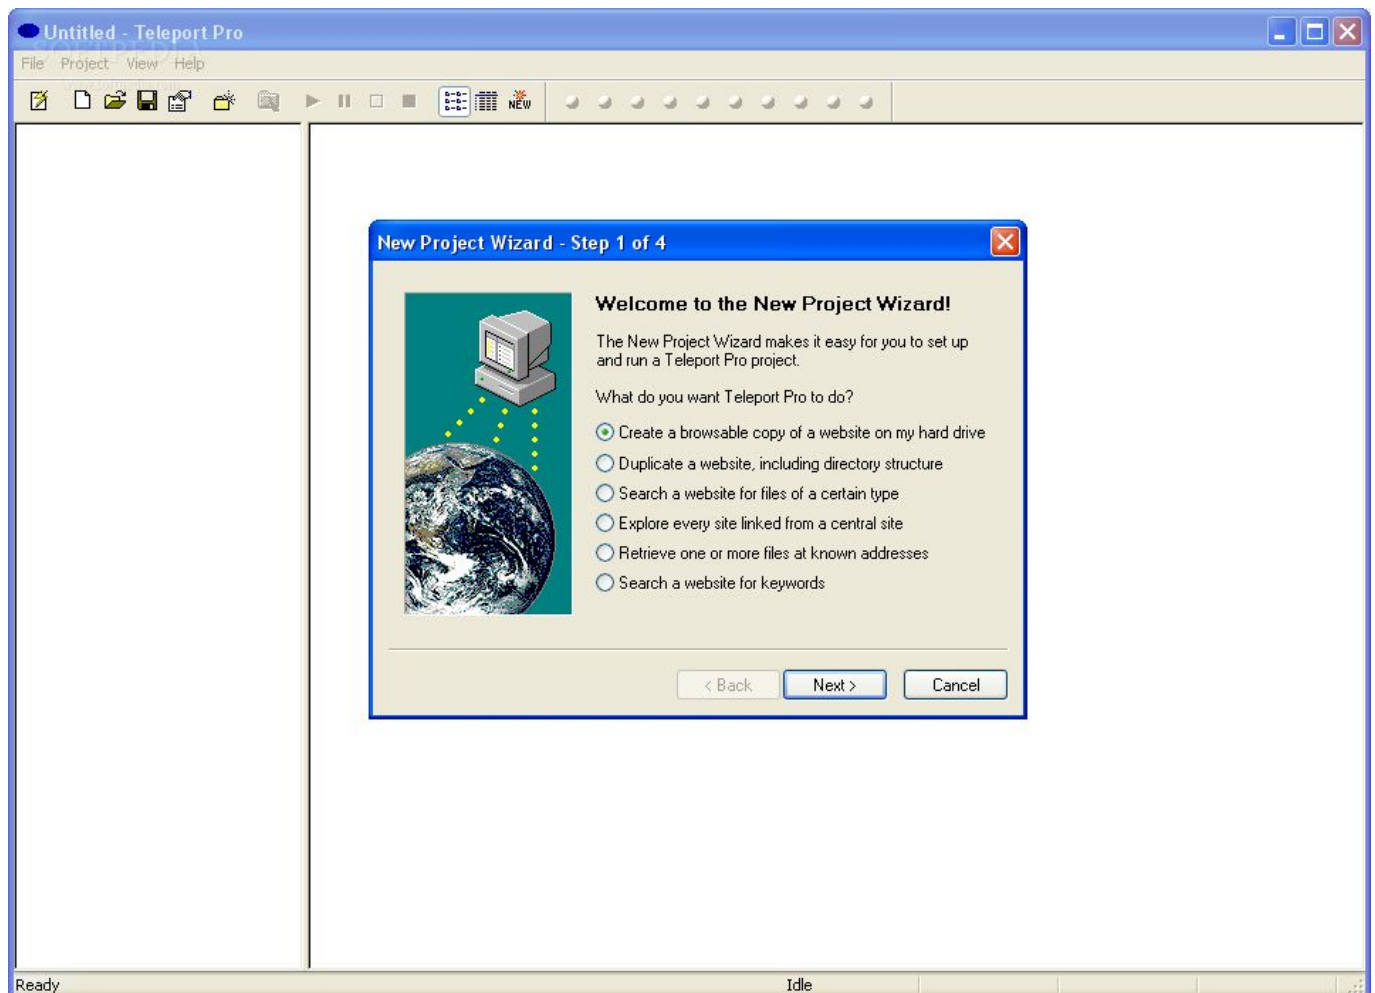 Untitled - Teleport Pro
SOFTPEDIA
File Project View Help
NEW
New Project Wizard - Step 1 of 4
Welcome to the New Project Wizard!
The New Project Wizard makes it easy for you to set up
and run a Teleport Pro project.
What do you want Teleport Pro to do?
Create a browsable copy of a website on my hard drive
Duplicate a website, including directory structure
Search a website for files of a certain type
Explore every site linked from a central site
Retrieve one or more files at known addresses
Search a website for keywords
< Back Next > Cancel
Ready Idle